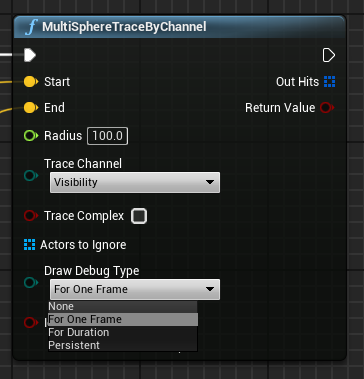 MultiSphereTraceByChannel
Start
Out Hits
End
Return Value
Radius 100.0
Trace Channel
Visibility
Trace Complex
Actors to Ignore
Draw Debug Type
For One Frame
None
For One Frame
For Duration
Persistent